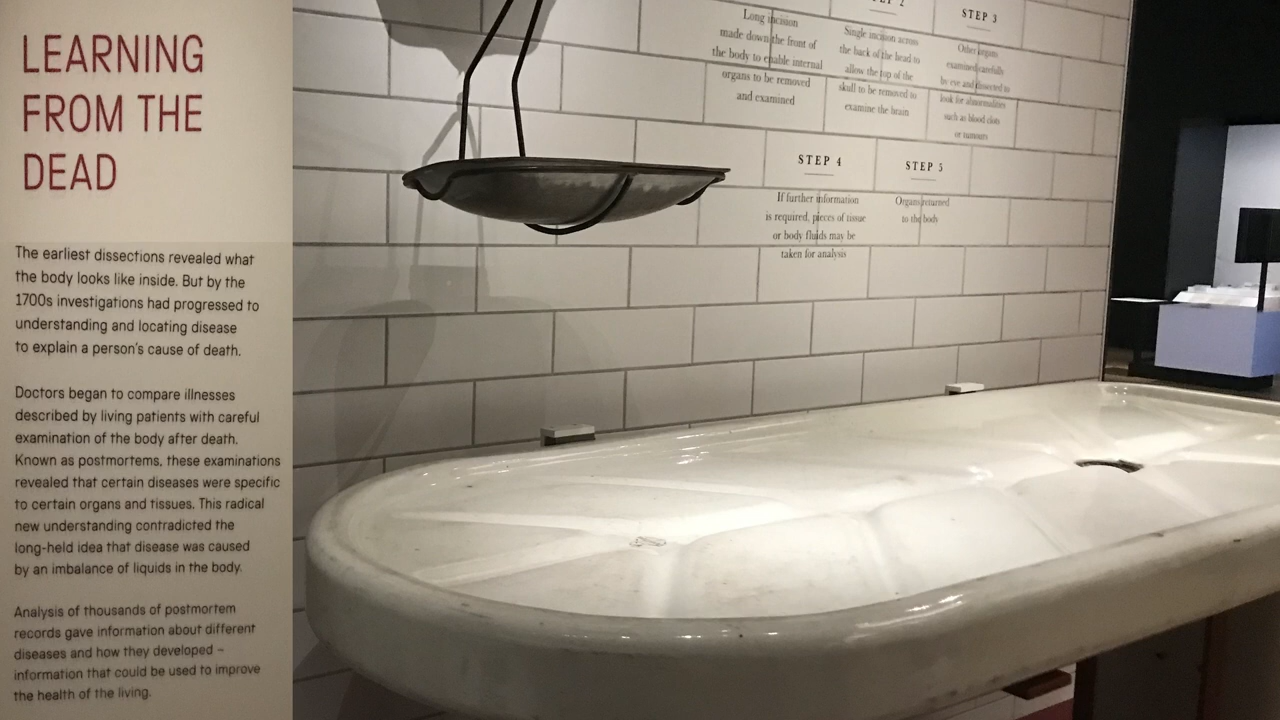 LEARNING
FROM THE
DEAD
The earliest dissections revealed what
the body looks like inside. But by the
1700s investigations had progressed to
understanding and locating disease
to explain a person's cause of death.
Doctors began to compare illnesses
described by living patients with careful
examination of the body after death.
Known as postmortems, these examinations
revealed that certain diseases were specific
to certain organs and tissues. This radical
new understanding contradicted the
long-held idea that disease was caused
by an imbalance of liquids in the body.
Analysis of thousands of postmortem
records gave information about different
diseases and how they developed –
information that could be used to improve
the health of the living.
Long incision
made down the front of
the body to enable internal
organs to be removed
and examined
STEP 2
Single incision across
the back of the head to
allow the top of the
skull to be removed to
examine the brain
STEP 3
Other organs
examined carefully
by eye and dissected to
look for abnormalities
such as blood clots
or tumours
STEP 4
If further information
is required, pieces of tissue
or body fluids may be
taken for analysis
STEP 5
Organs returned
to the body